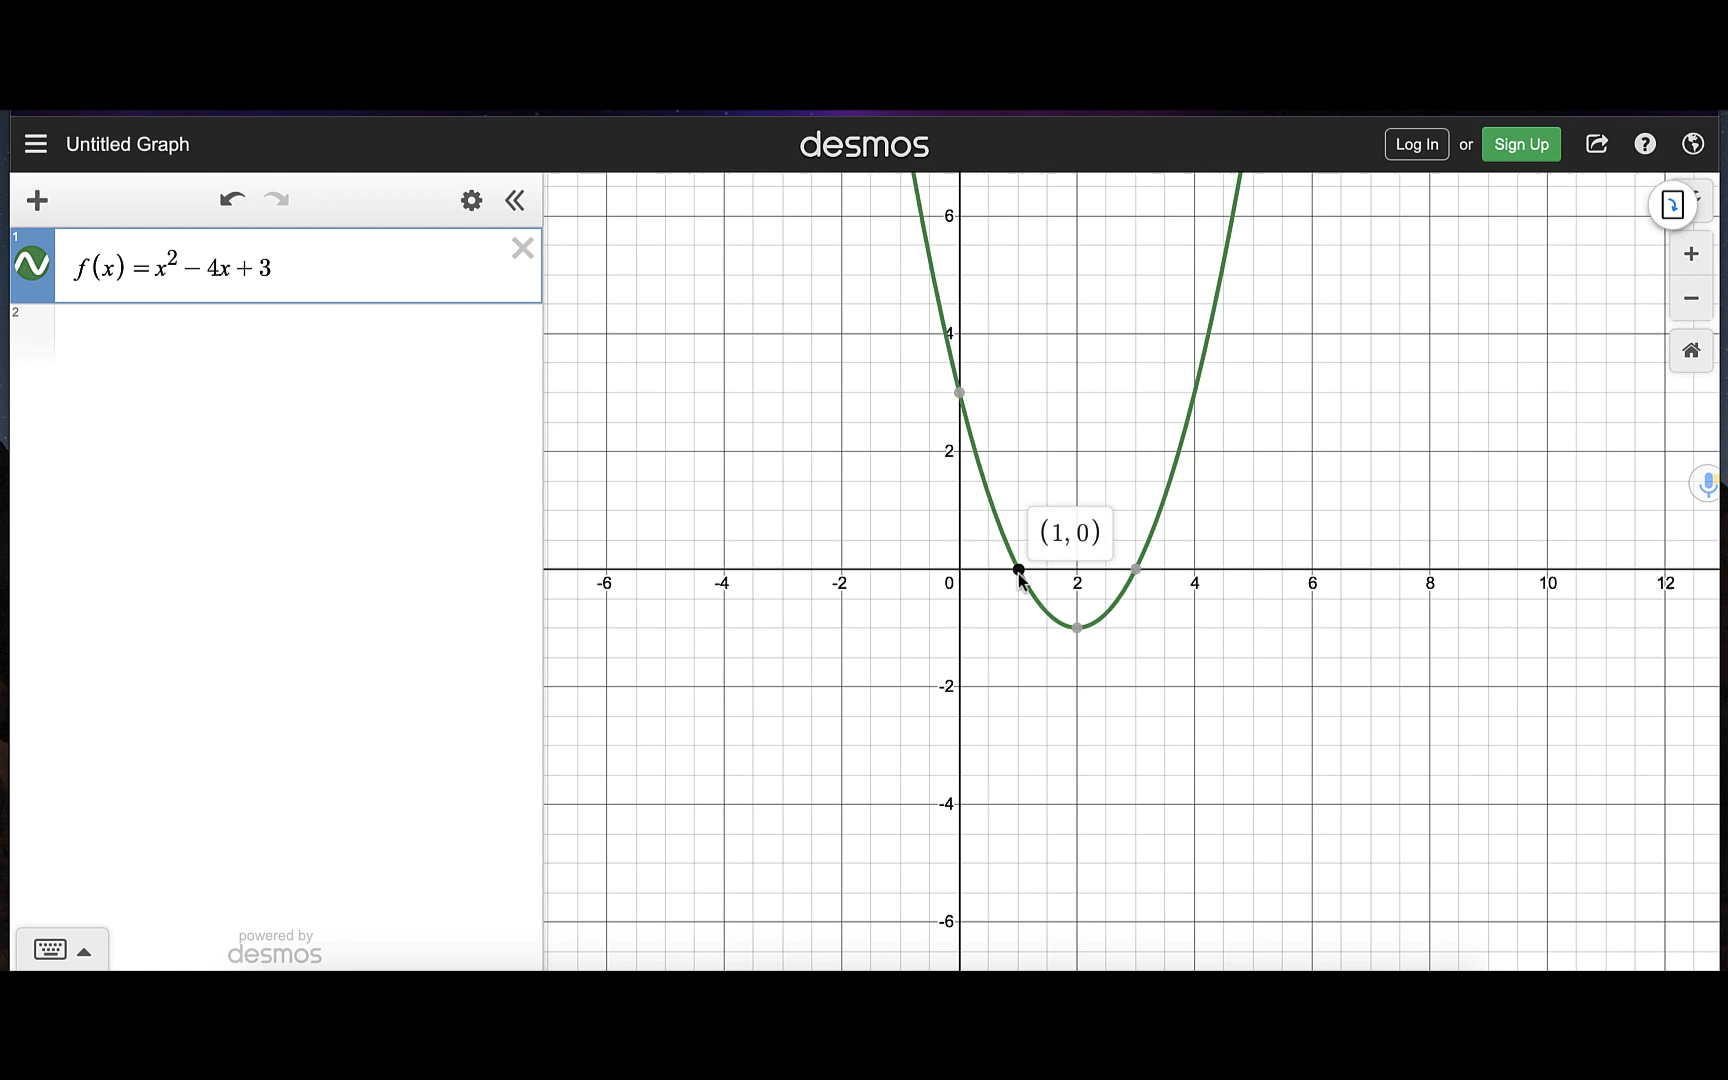 Untitled Graph
desmos
Log In or Sign Up
1
f(x) = x² − 4x + 3
2
powered by
desmos
6
4
2
(1, 0)
-6 -4 -2 0 2 4 6 8 10 12
-2
-4
-6